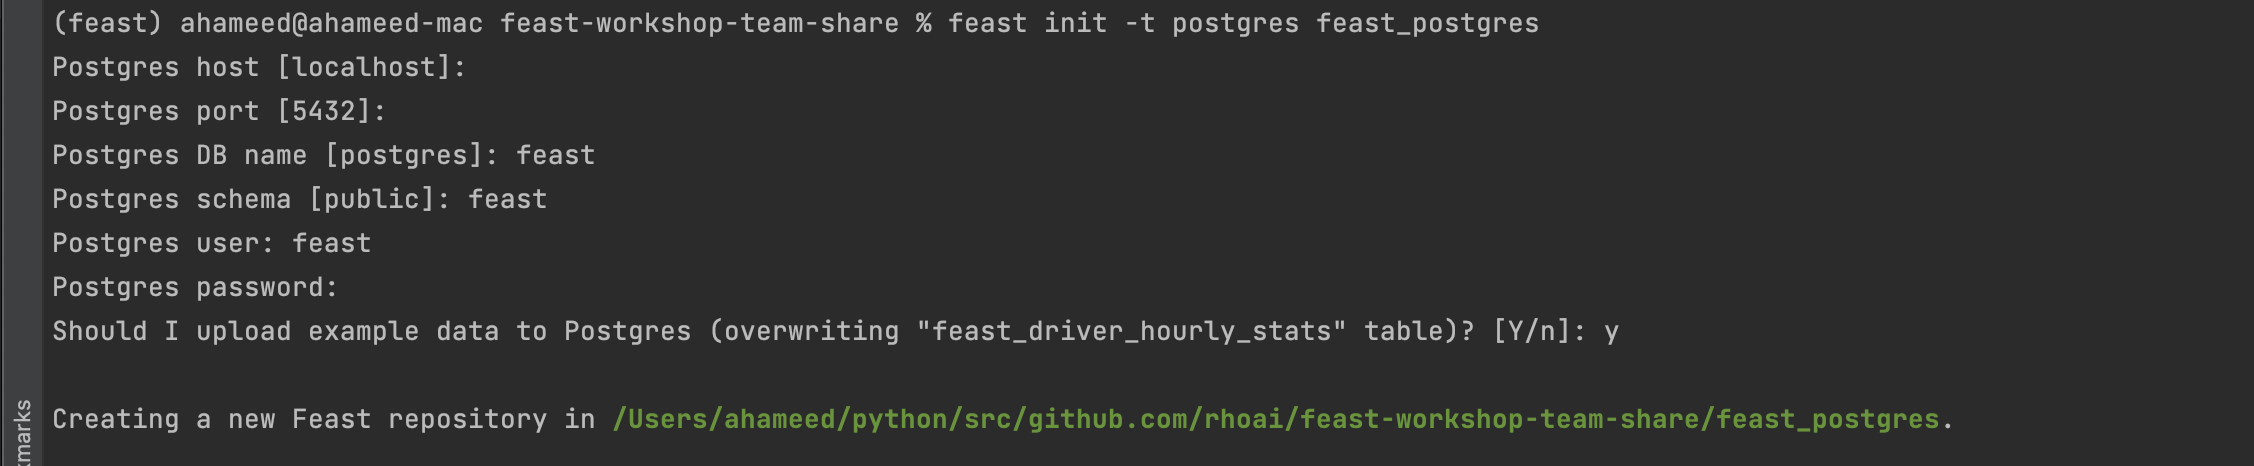 (feast) ahameed@ahameed-mac feast-workshop-team-share % feast init -t postgres feast_postgres
Postgres host [localhost]:
Postgres port [5432]:
Postgres DB name [postgres]: feast
Postgres schema [public]: feast
Postgres user: feast
Postgres password:
Should I upload example data to Postgres (overwriting "feast_driver_hourly_stats" table)? [Y/n]: y
Creating a new Feast repository in /Users/ahameed/python/src/github.com/rhoai/feast-workshop-team-share/feast_postgres.